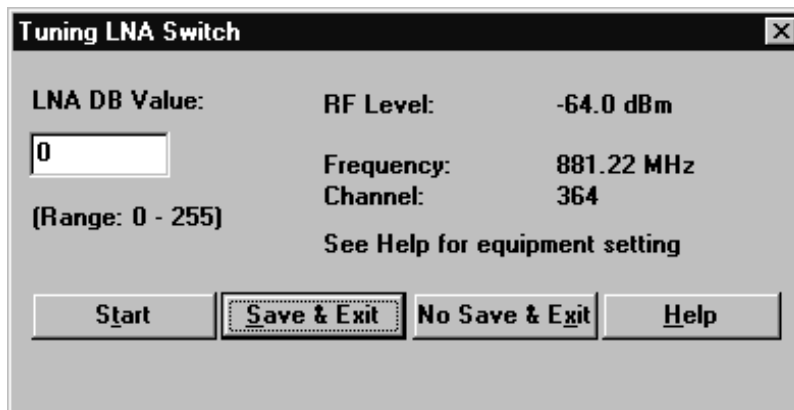 Tuning LNA Switch
LNA DB Value:
0
(Range: 0 - 255)
RF Level: -64.0 dBm
Frequency: 881.22 MHz
Channel: 364
See Help for equipment setting
Start
Save & Exit
No Save & Exit
Help